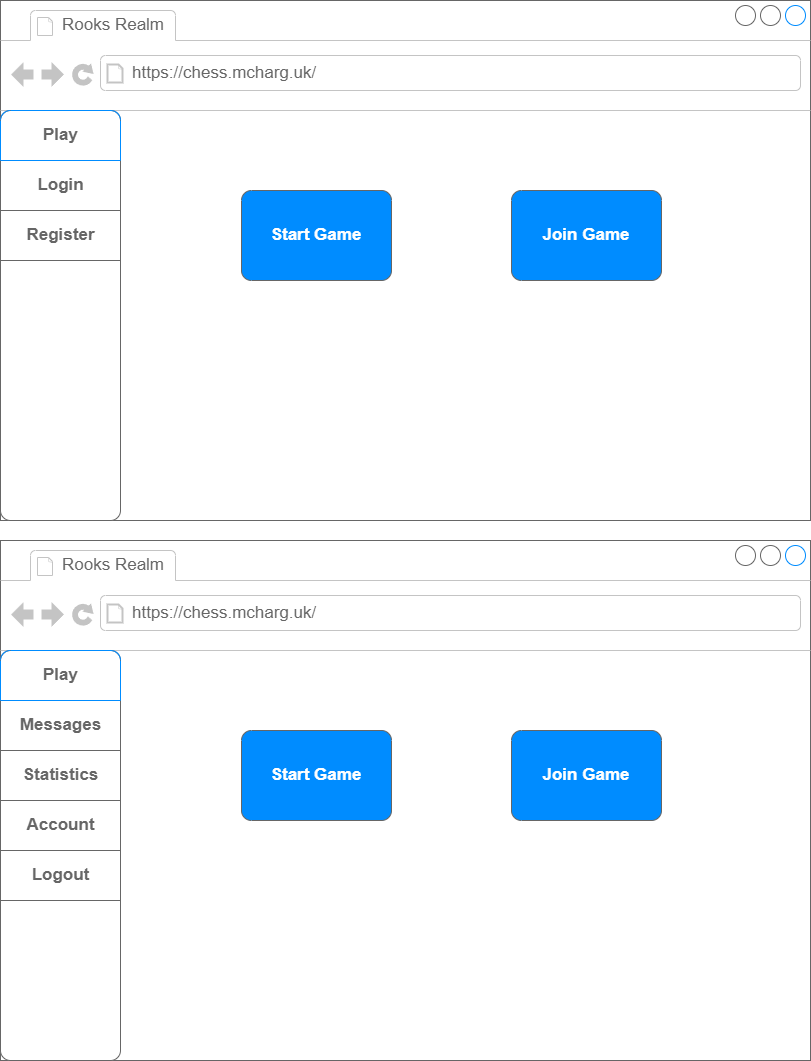 Rooks Realm
https://chess.mcharg.uk/
Play
Login
Register
Start Game
Join Game
Rooks Realm
https://chess.mcharg.uk/
Play
Messages
Statistics
Account
Logout
Start Game
Join Game